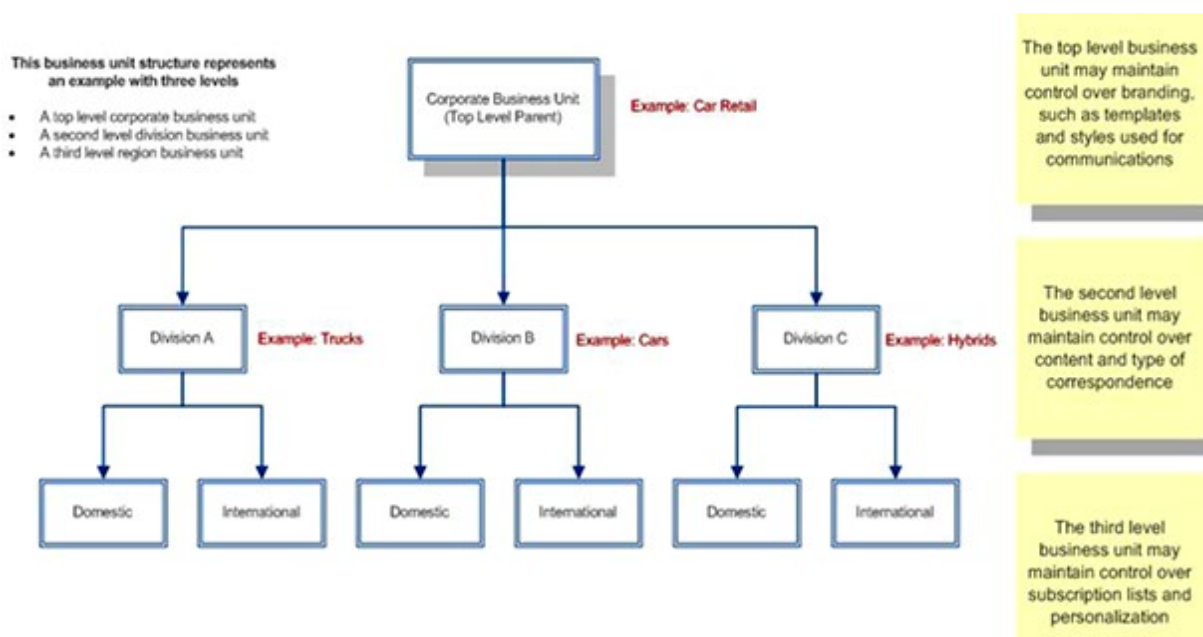 This business unit structure represents
an example with three levels
• A top level corporate business unit
• A second level division business unit
• A third level region business unit
Corporate Business Unit
(Top Level Parent)
Example: Car Retail
The top level business
unit may maintain
control over branding,
such as templates
and styles used for
communications
Division A
Example: Trucks
Division B
Example: Cars
Division C
Example: Hybrids
The second level
business unit may
maintain control over
content and type of
correspondence
Domestic
International
Domestic
International
Domestic
International
The third level
business unit may
maintain control over
subscription lists and
personalization